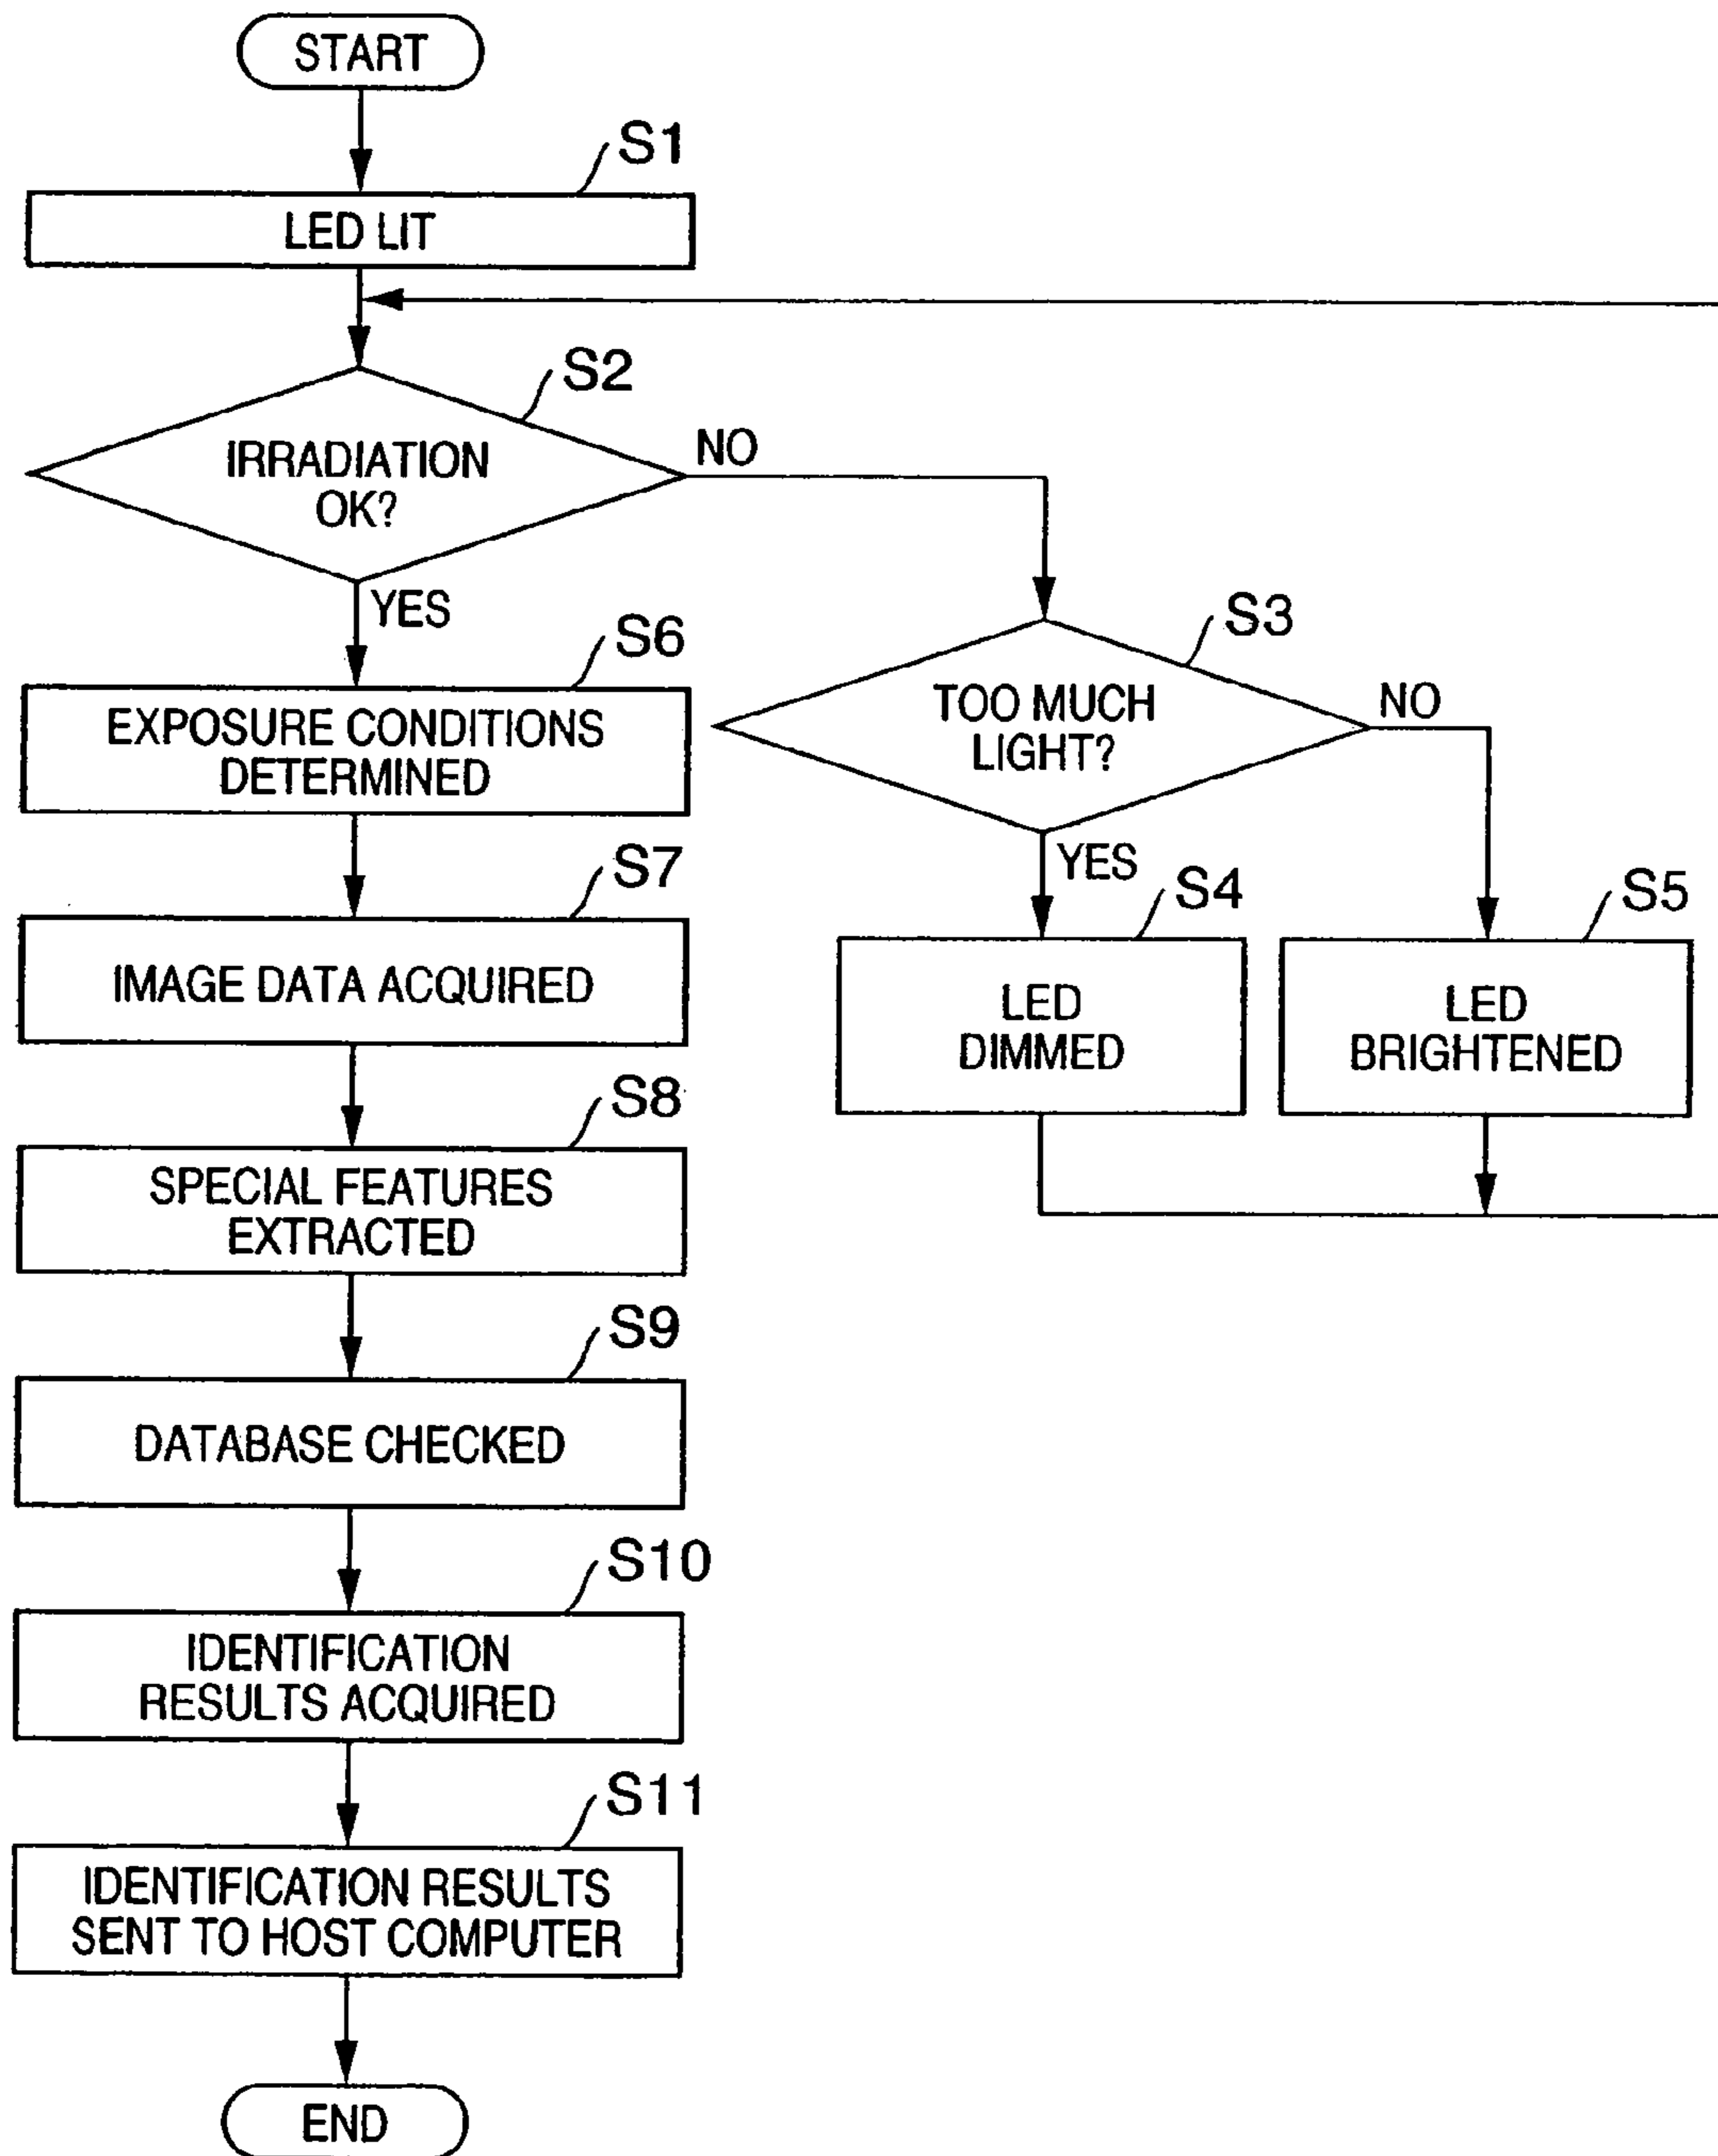 START
S1
LED LIT
S2
IRRADIATION
OK?
NO
YES
S3
TOO MUCH
LIGHT?
NO
YES
S4
LED
DIMMED
S5
LED
BRIGHTENED
S6
EXPOSURE CONDITIONS
DETERMINED
S7
IMAGE DATA ACQUIRED
S8
SPECIAL FEATURES
EXTRACTED
S9
DATABASE CHECKED
S10
IDENTIFICATION
RESULTS ACQUIRED
S11
IDENTIFICATION RESULTS
SENT TO HOST COMPUTER
END